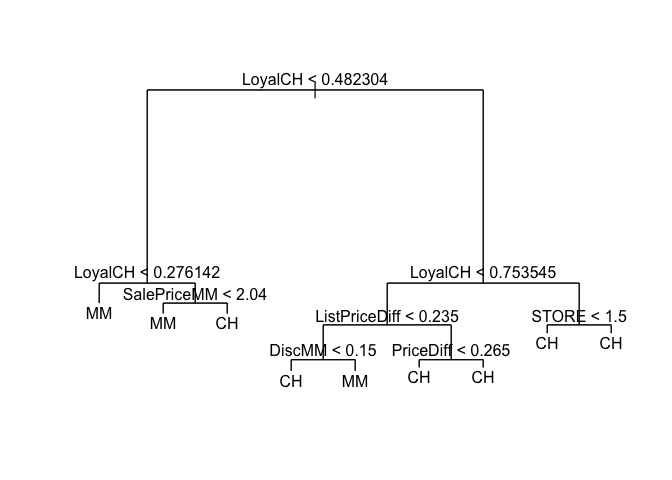 LoyalCH < 0.482304
LoyalCH < 0.276142
LoyalCH < 0.753545
SalePriceMM < 2.04
MM
MM
CH
ListPriceDiff < 0.235
STORE < 1.5
CH
CH
DiscMM < 0.15
PriceDiff < 0.265
CH
MM
CH
CH